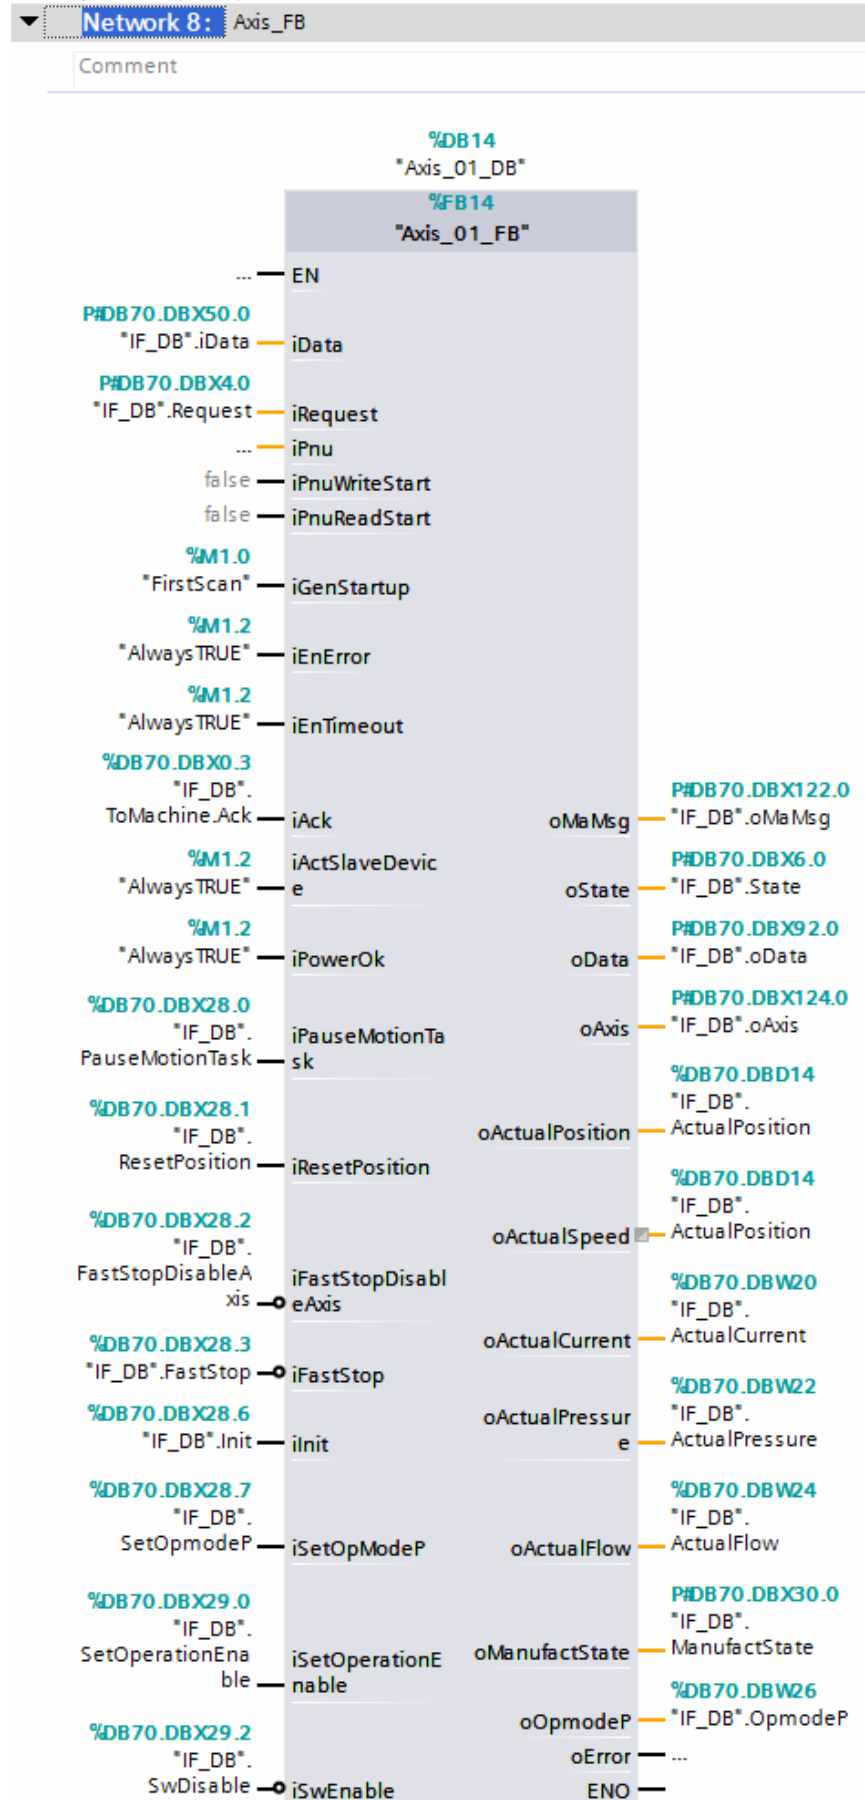 Network 8: Axis_FB
Comment
%DB14
"Axis_01_DB"
%FB14
"Axis_01_FB"
... EN
P#DB70.DBX50.0
"IF_DB".iData iData
P#DB70.DBX4.0
"IF_DB".Request iRequest
... iPnu
false iPnuWriteStart
false iPnuReadStart
%M1.0
"FirstScan" iGenStartup
%M1.2
"AlwaysTRUE" iEnError
%M1.2
"AlwaysTRUE" iEnTimeout
%DB70.DBX0.3
"IF_DB".
ToMachine.Ack iAck
%M1.2
"AlwaysTRUE"
iActSlaveDevic
e
%M1.2
"AlwaysTRUE" iPowerOk
%DB70.DBX28.0
"IF_DB".
PauseMotionTask
iPauseMotionTa
sk
%DB70.DBX28.1
"IF_DB".
ResetPosition iResetPosition
%DB70.DBX28.2
"IF_DB".
FastStopDisableA
xis
iFastStopDisabl
eAxis
%DB70.DBX28.3
"IF_DB".FastStop iFastStop
%DB70.DBX28.6
"IF_DB".Init iInit
%DB70.DBX28.7
"IF_DB".
SetOpmodeP iSetOpModeP
%DB70.DBX29.0
"IF_DB".
SetOperationEna
ble
iSetOperationE
nable
%DB70.DBX29.2
"IF_DB".
SwDisable iSwEnable
P#DB70.DBX122.0
oMaMsg "IF_DB".oMaMsg
P#DB70.DBX6.0
oState "IF_DB".State
P#DB70.DBX92.0
oData "IF_DB".oData
P#DB70.DBX124.0
oAxis "IF_DB".oAxis
%DB70.DBD14
"IF_DB".
oActualPosition ActualPosition
%DB70.DBD14
"IF_DB".
oActualSpeed ActualPosition
%DB70.DBW20
"IF_DB".
oActualCurrent ActualCurrent
%DB70.DBW22
"IF_DB".
oActualPressur
e
ActualPressure
%DB70.DBW24
"IF_DB".
oActualFlow ActualFlow
P#DB70.DBX30.0
"IF_DB".
oManufactState ManufactState
%DB70.DBW26
oOpmodeP "IF_DB".OpmodeP
oError ...
ENO